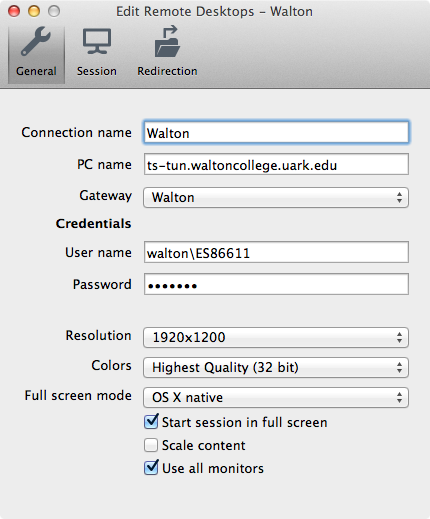 Edit Remote Desktops – Walton
General Session Redirection
Connection name Walton
PC name ts-tun.waltoncollege.uark.edu
Gateway Walton
Credentials
User name walton\ES86611
Password •••••••
Resolution 1920x1200
Colors Highest Quality (32 bit)
Full screen mode OS X native
Start session in full screen
Scale content
Use all monitors